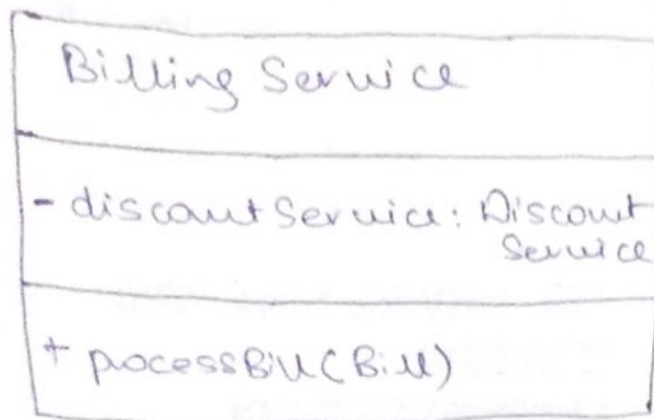 Billing Service
- discountService: Discount
Service
+ processBill(Bill)